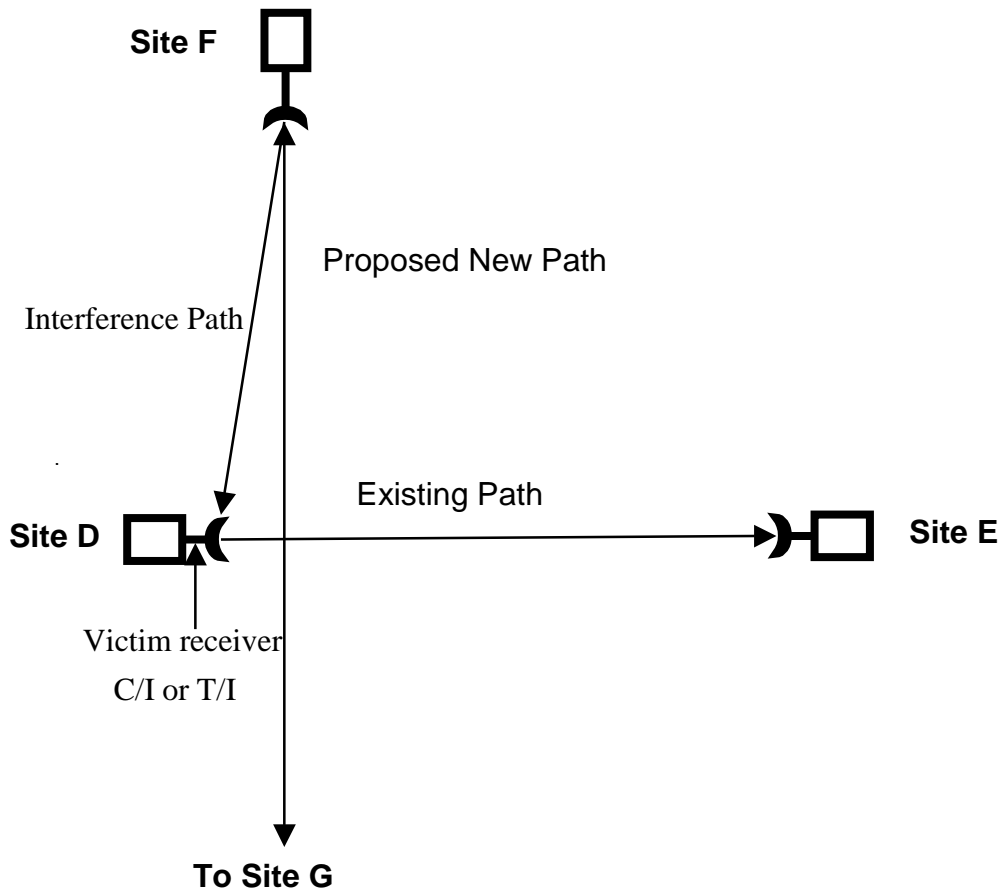 Site F
Proposed New Path
Interference Path
Existing Path
Site D
Site E
Victim receiver
C/I or T/I
To Site G